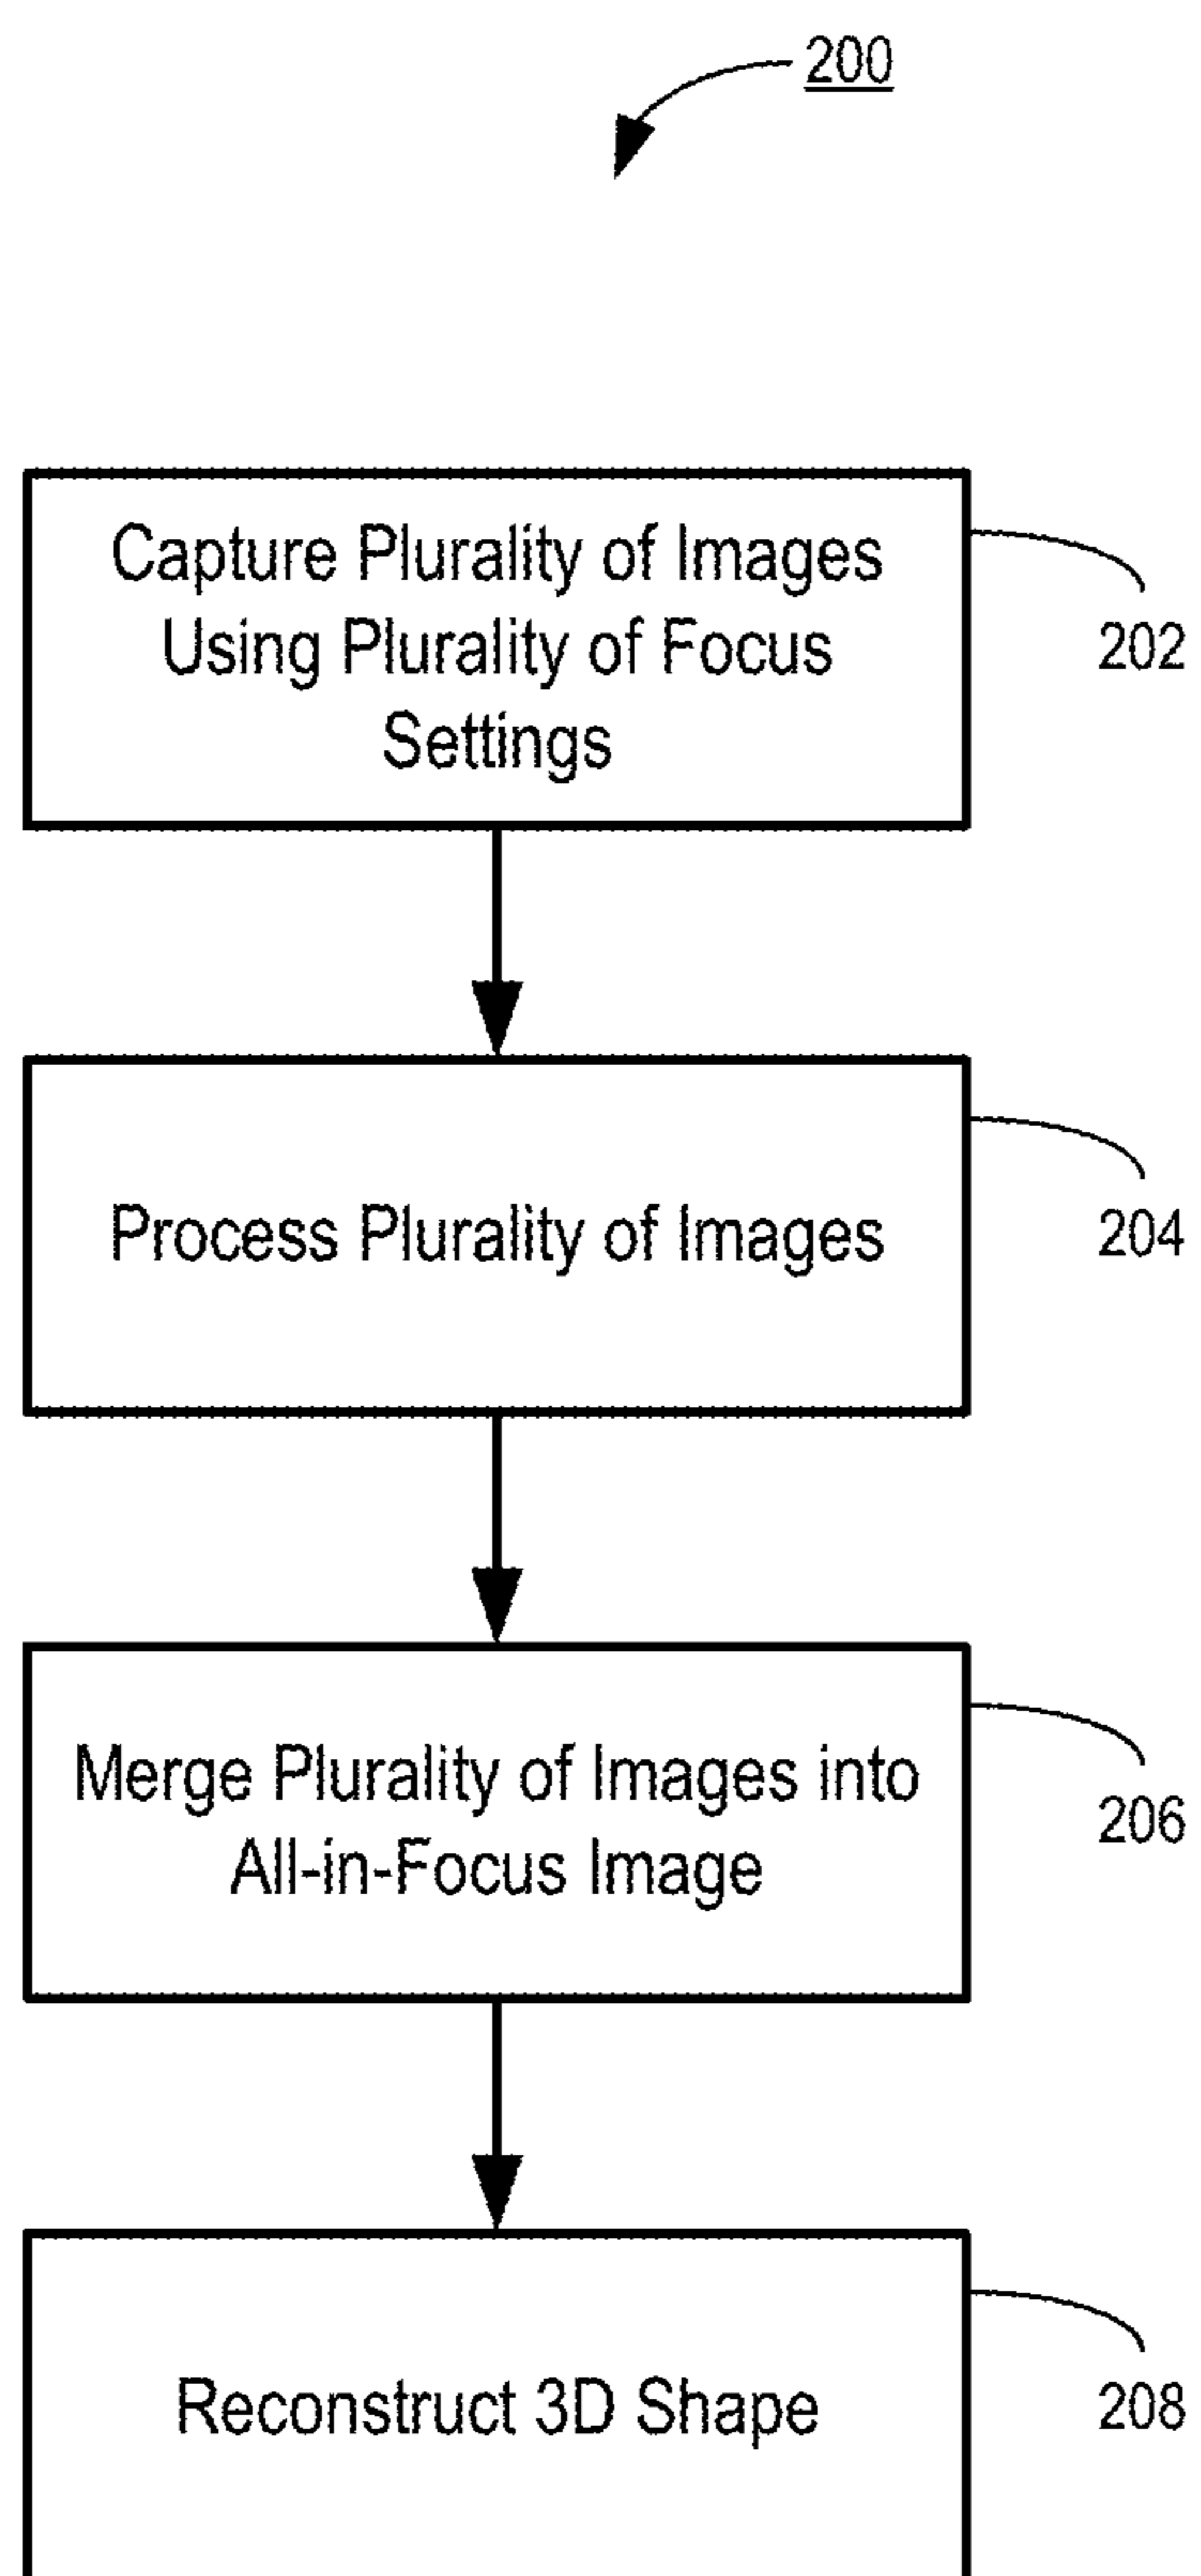 200
Capture Plurality of Images
Using Plurality of Focus
Settings
202
Process Plurality of Images
204
Merge Plurality of Images into
All-in-Focus Image
206
Reconstruct 3D Shape
208